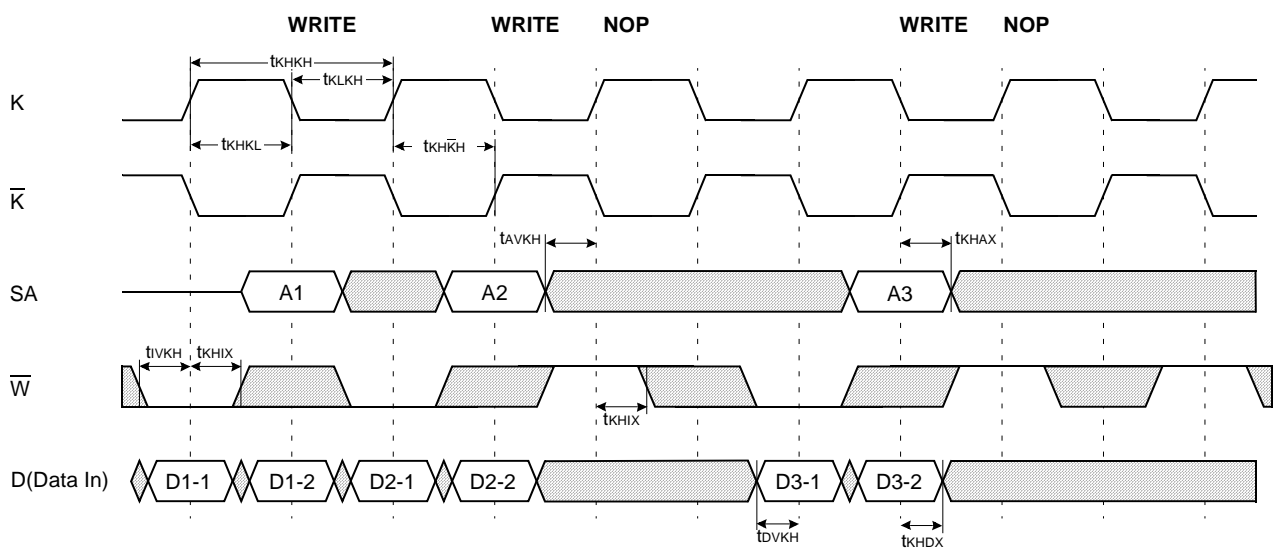 WRITE WRITE NOP WRITE NOP
tKHKH
tKLKH
K
tKHKL tKHK̅H
K̅
tAVKH tKHAX
SA A1 A2 A3
tIVKH tKHIX
W̅
tKHIX
D(Data In) D1-1 D1-2 D2-1 D2-2 D3-1 D3-2
tDVKH tKHDX